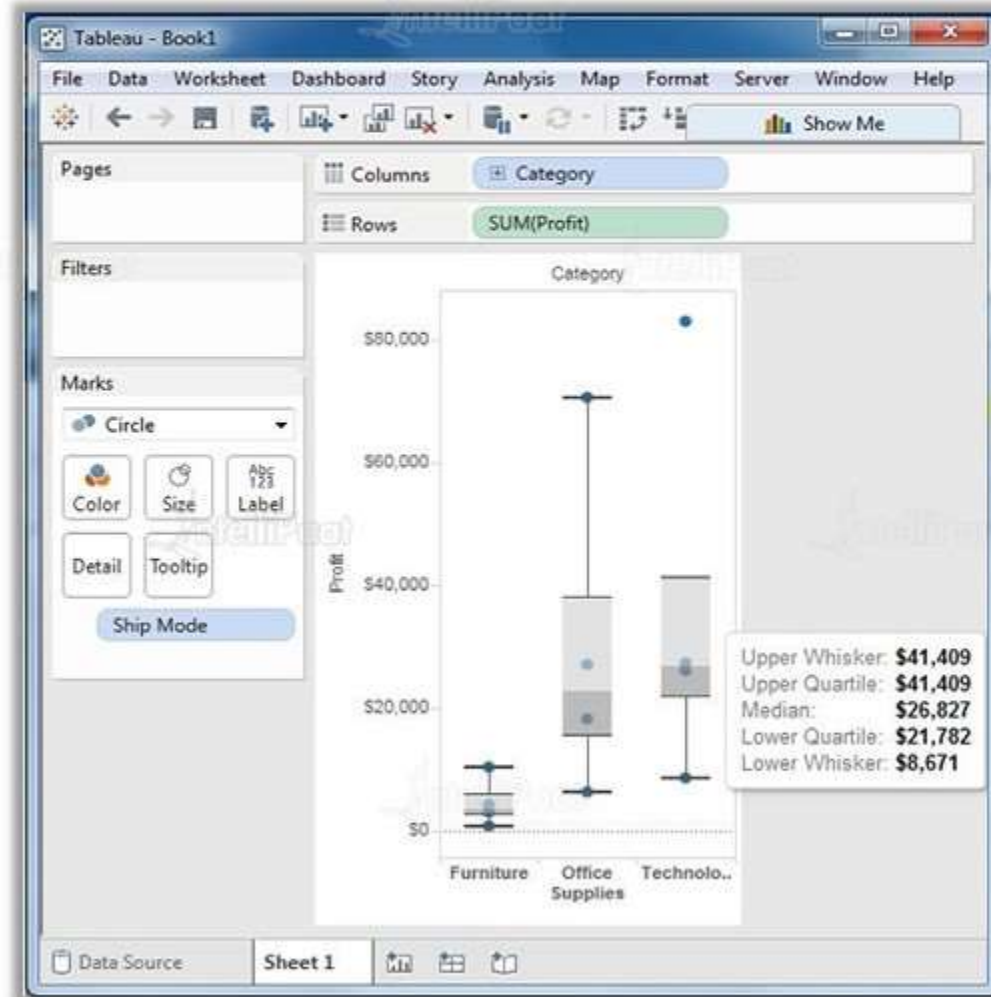 Tableau - Book1
File Data Worksheet Dashboard Story Analysis Map Format Server Window Help
Show Me
Pages
Columns
Category
Rows
SUM(Profit)
Filters
Marks
Circle
Color
Size
Abc
123
Label
Detail
Tooltip
Ship Mode
Category
$80,000
$60,000
$40,000
$20,000
$0
Profit
Furniture
Office
Supplies
Technolo..
Upper Whisker: $41,409
Upper Quartile: $41,409
Median: $26,827
Lower Quartile: $21,782
Lower Whisker: $8,671
Data Source
Sheet 1